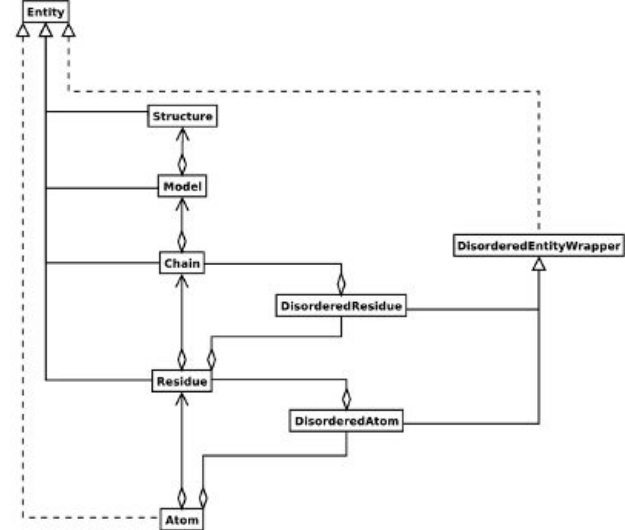 Entity
Structure
Model
DisorderedEntityWrapper
Chain
DisorderedResidue
Residue
DisorderedAtom
Atom